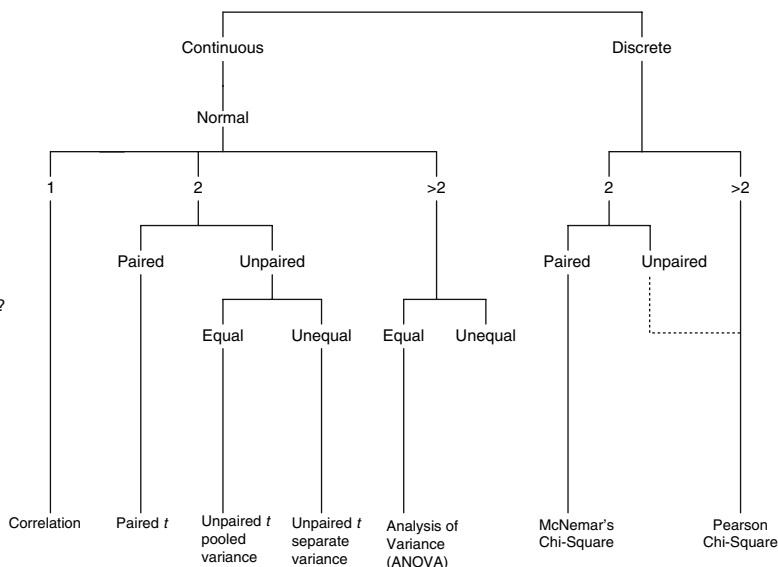 Continuous
Discrete
Normal
1
2
>2
2
>2
Paired
Unpaired
Paired
Unpaired
?
Equal
Unequal
Equal
Unequal
Correlation
Paired t
Unpaired t
pooled
variance
Unpaired t
separate
variance
Analysis of
Variance
(ANOVA)
McNemar's
Chi-Square
Pearson
Chi-Square